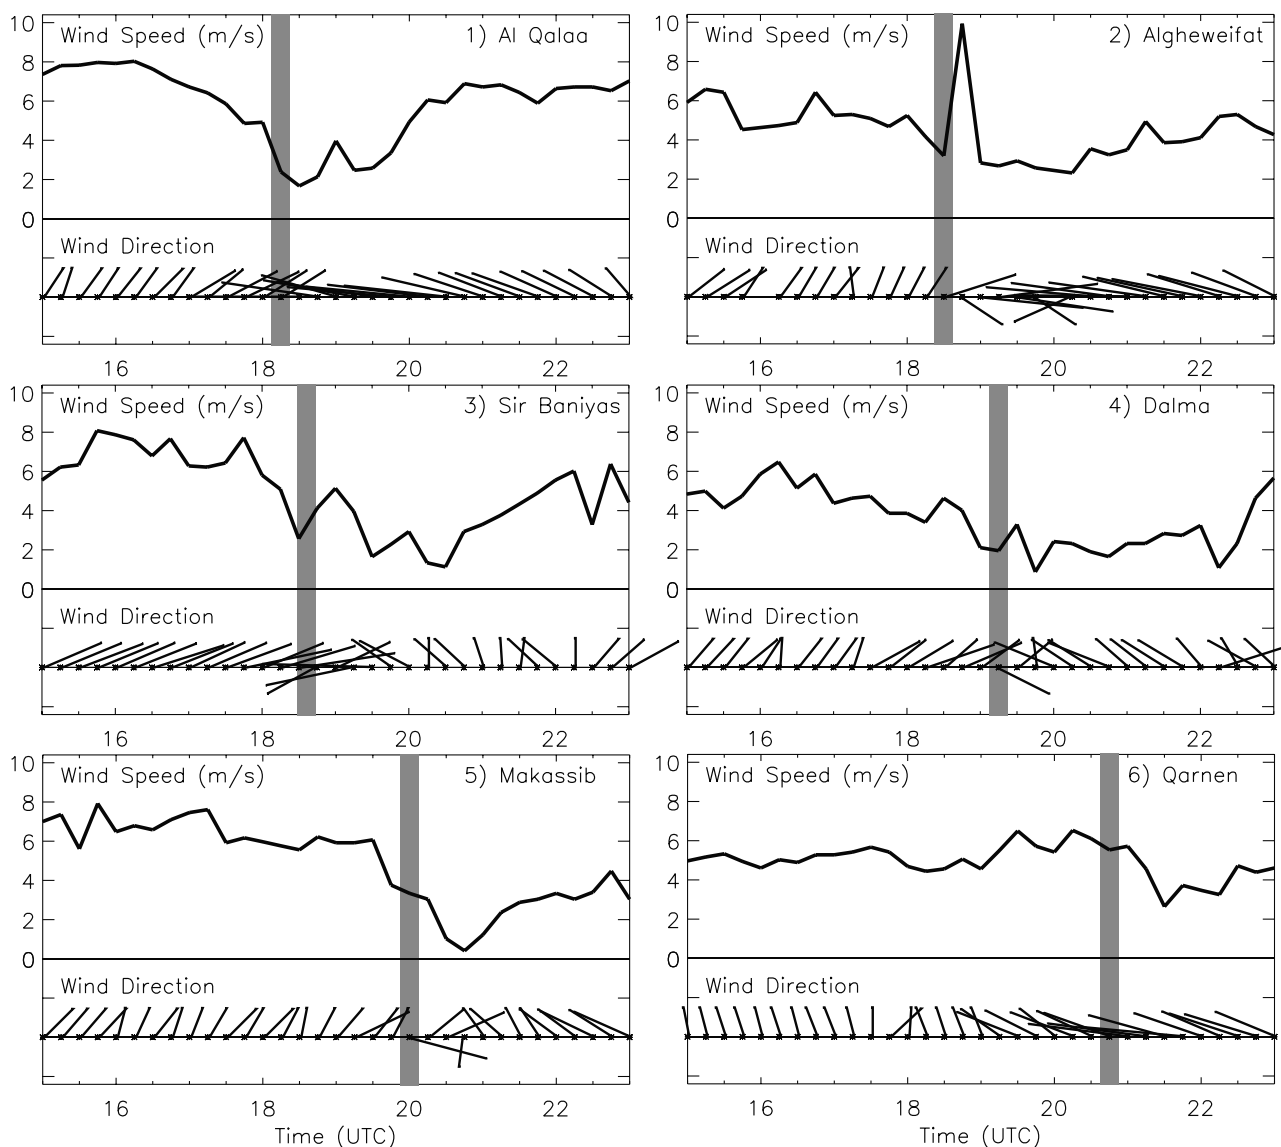 Wind Speed (m/s) 1) Al Qalaa
10
8
6
4
2
0
Wind Direction
16 18 20 22
Wind Speed (m/s) 2) Algheweifat
10
8
6
4
2
0
Wind Direction
16 18 20 22
Wind Speed (m/s) 3) Sir Baniyas
10
8
6
4
2
0
Wind Direction
16 18 20 22
Wind Speed (m/s) 4) Dalma
10
8
6
4
2
0
Wind Direction
16 18 20 22
Wind Speed (m/s) 5) Makassib
10
8
6
4
2
0
Wind Direction
16 18 20 22
Time (UTC)
Wind Speed (m/s) 6) Qarnen
10
8
6
4
2
0
Wind Direction
16 18 20 22
Time (UTC)